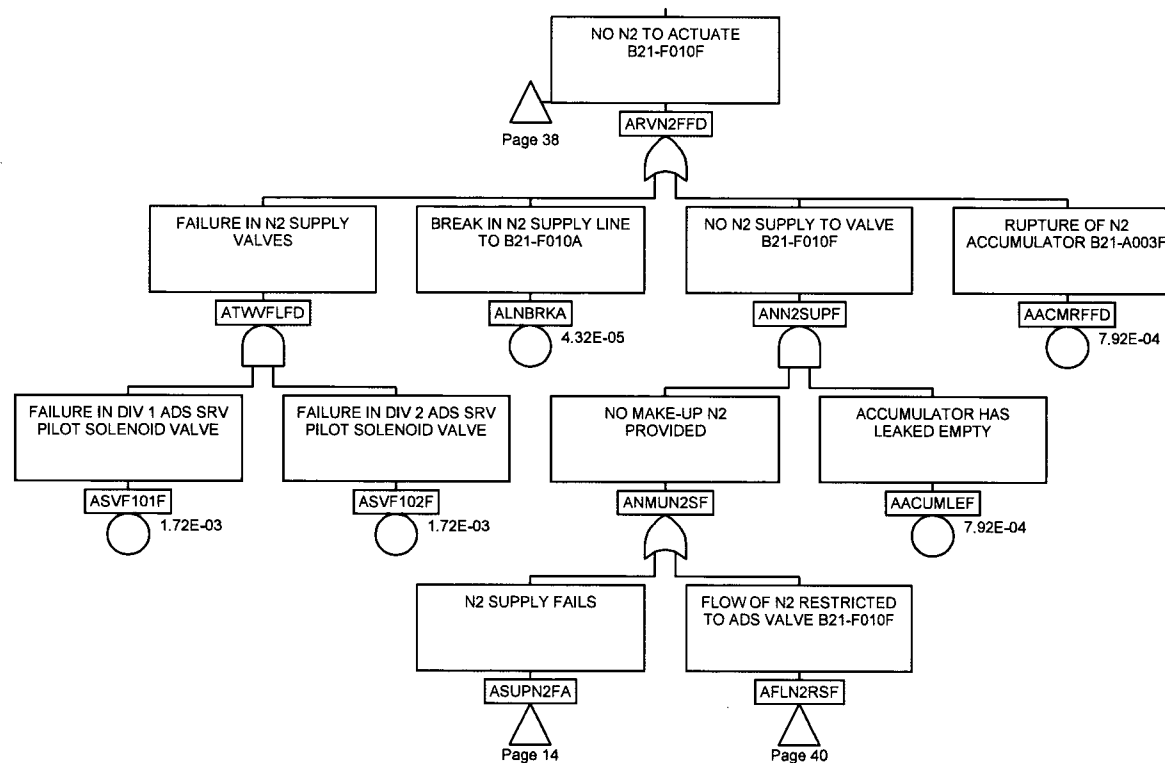 NO N2 TO ACTUATE
B21-F010F
Page 38
ARVN2FFD
FAILURE IN N2 SUPPLY
VALVES
ATWVFLFD
BREAK IN N2 SUPPLY LINE
TO B21-F010A
ALNBRKA
4.32E-05
NO N2 SUPPLY TO VALVE
B21-F010F
ANN2SUPF
RUPTURE OF N2
ACCUMULATOR B21-A003F
AACMRFFD
7.92E-04
FAILURE IN DIV 1 ADS SRV
PILOT SOLENOID VALVE
ASVF101F
1.72E-03
FAILURE IN DIV 2 ADS SRV
PILOT SOLENOID VALVE
ASVF102F
1.72E-03
NO MAKE-UP N2
PROVIDED
ANMUN2SF
ACCUMULATOR HAS
LEAKED EMPTY
AACUMLEF
7.92E-04
N2 SUPPLY FAILS
ASUPN2FA
Page 14
FLOW OF N2 RESTRICTED
TO ADS VALVE B21-F010F
AFLN2RSF
Page 40